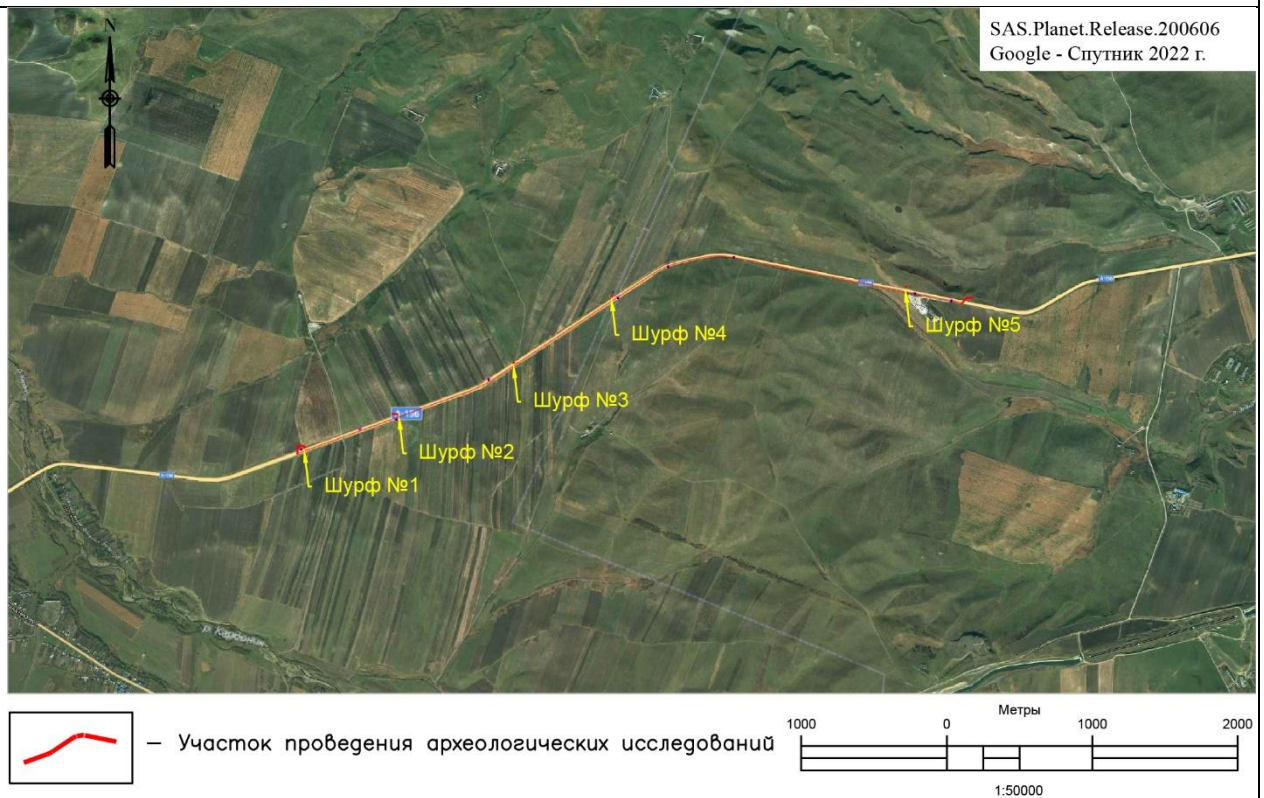 SAS.Planet.Release.200606
Google - Спутник 2022 г.
N
Шурф №5
Шурф №4
Шурф №3
Шурф №2
Шурф №1
р. Кардоник
— Участок проведения археологических исследований
Метры
1000 0 1000 2000
1:50000